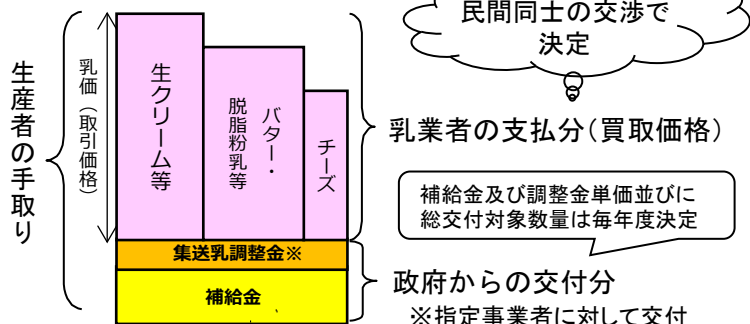 民間同士の交渉で
決定
生産者の手取り
乳価（取引価格）
生クリーム等
バター・
脱脂粉乳等
チーズ
乳業者の支払分（買取価格）
補給金及び調整金単価並びに
総交付対象数量は毎年度決定
集送乳調整金※
補給金
政府からの交付分
※指定事業者に対して交付